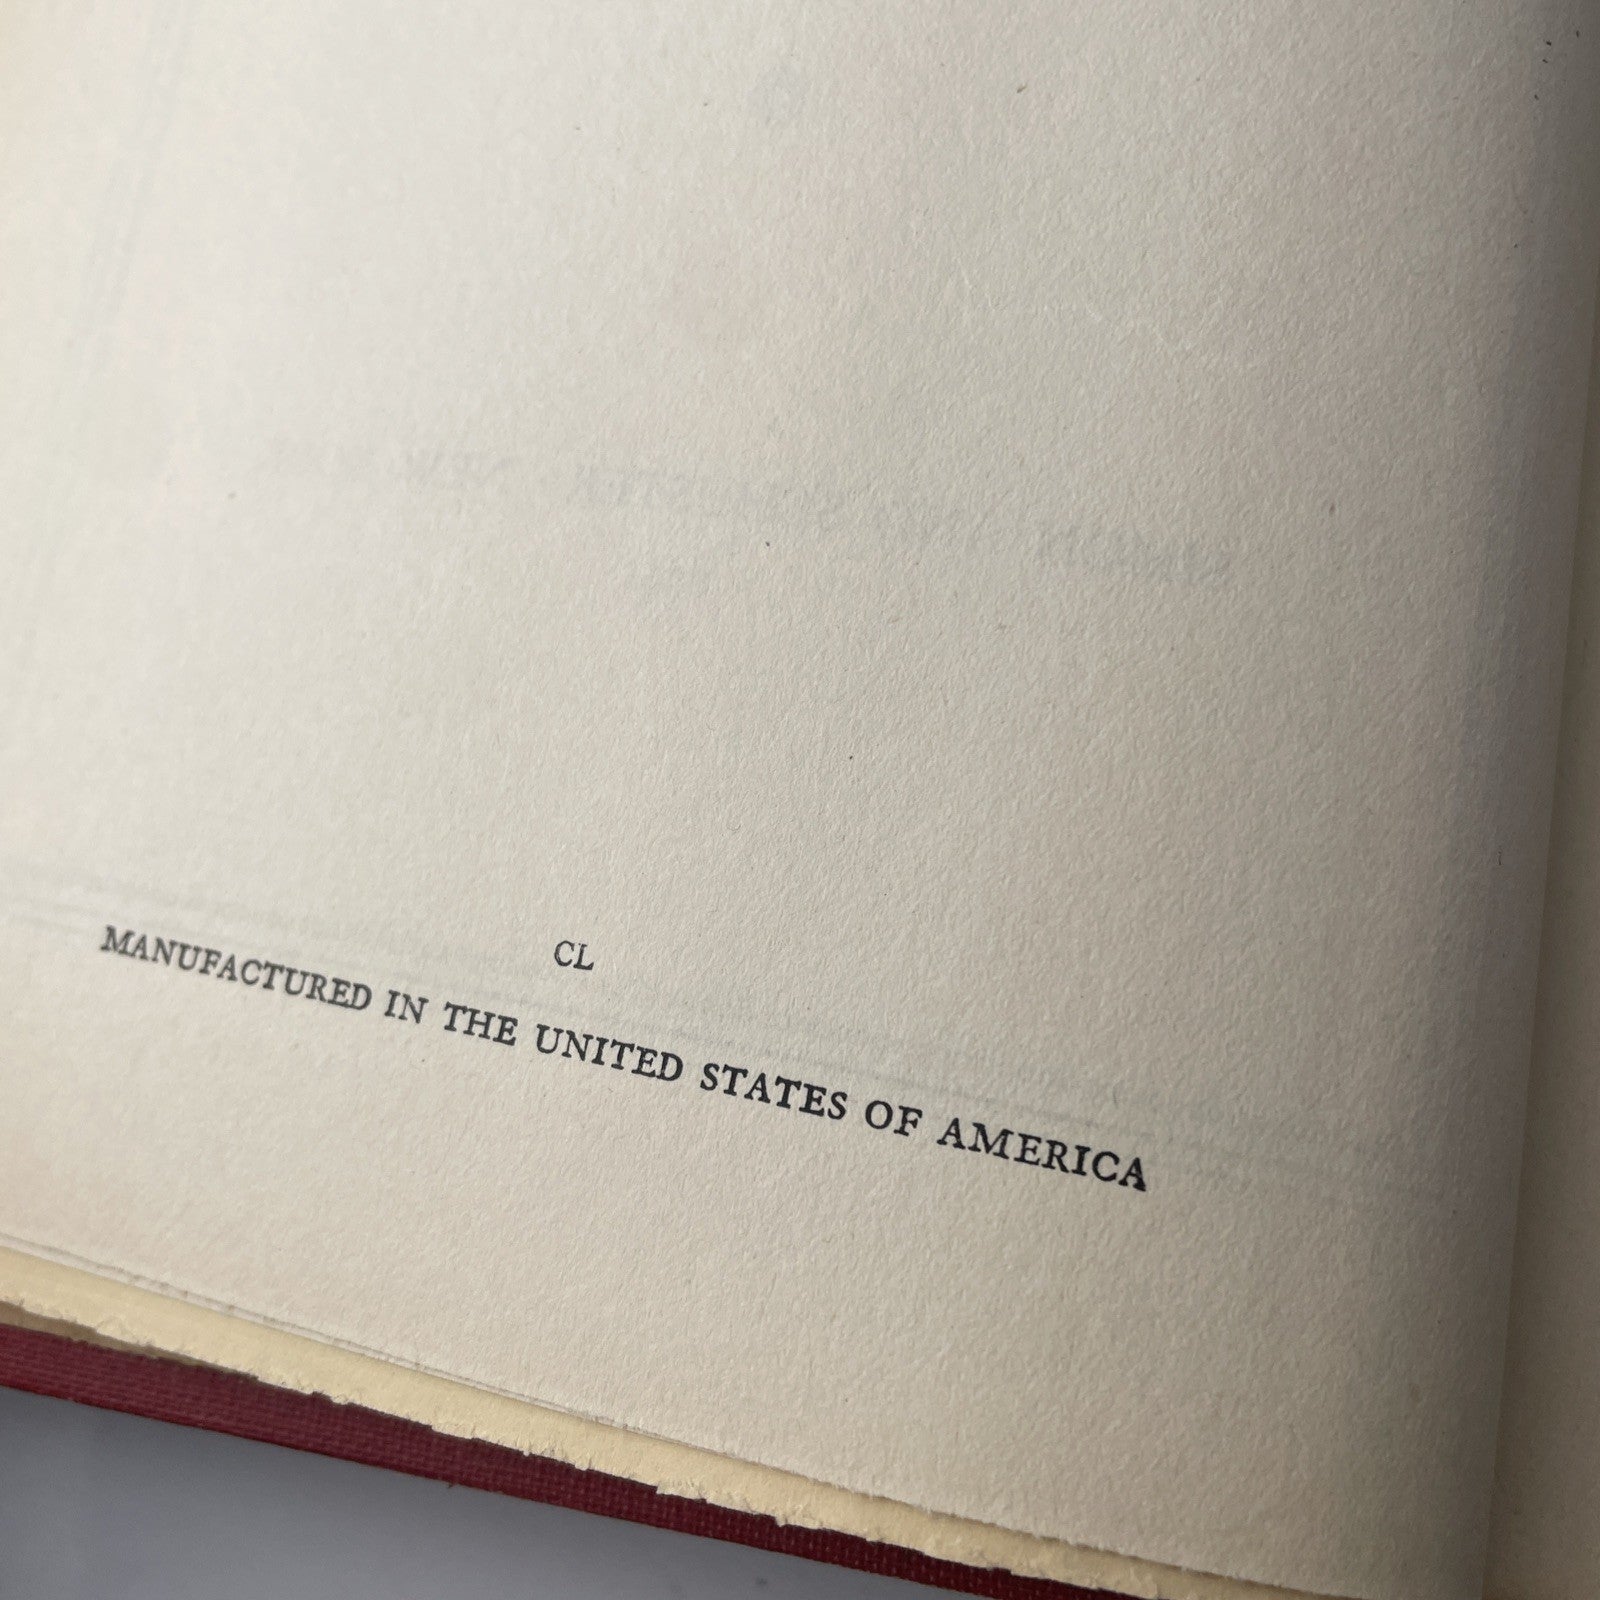 CL
MANUFACTURED IN THE UNITED STATES OF AMERICA